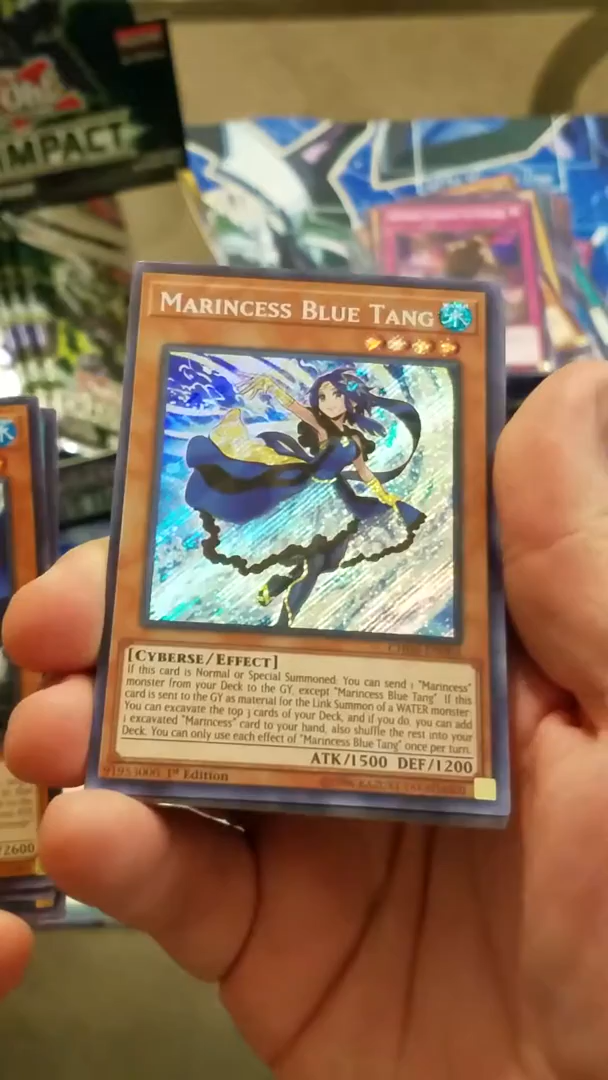 IMPACT
MARINCESS BLUE TANG
水
[CYBERSE/EFFECT]
If this card is Normal or Special Summoned: You can send 1 "Marincess"
monster from your Deck to the GY, except "Marincess Blue Tang" If this
card is sent to the GY as material for the Link Summon of a WATER monster:
You can excavate the top 3 cards of your Deck, and if you do, you can add
1 excavated "Marincess" card to your hand, also shuffle the rest into your
Deck. You can only use each effect of "Marincess Blue Tang" once per turn.
ATK/1500 DEF/1200
1st Edition
/2600